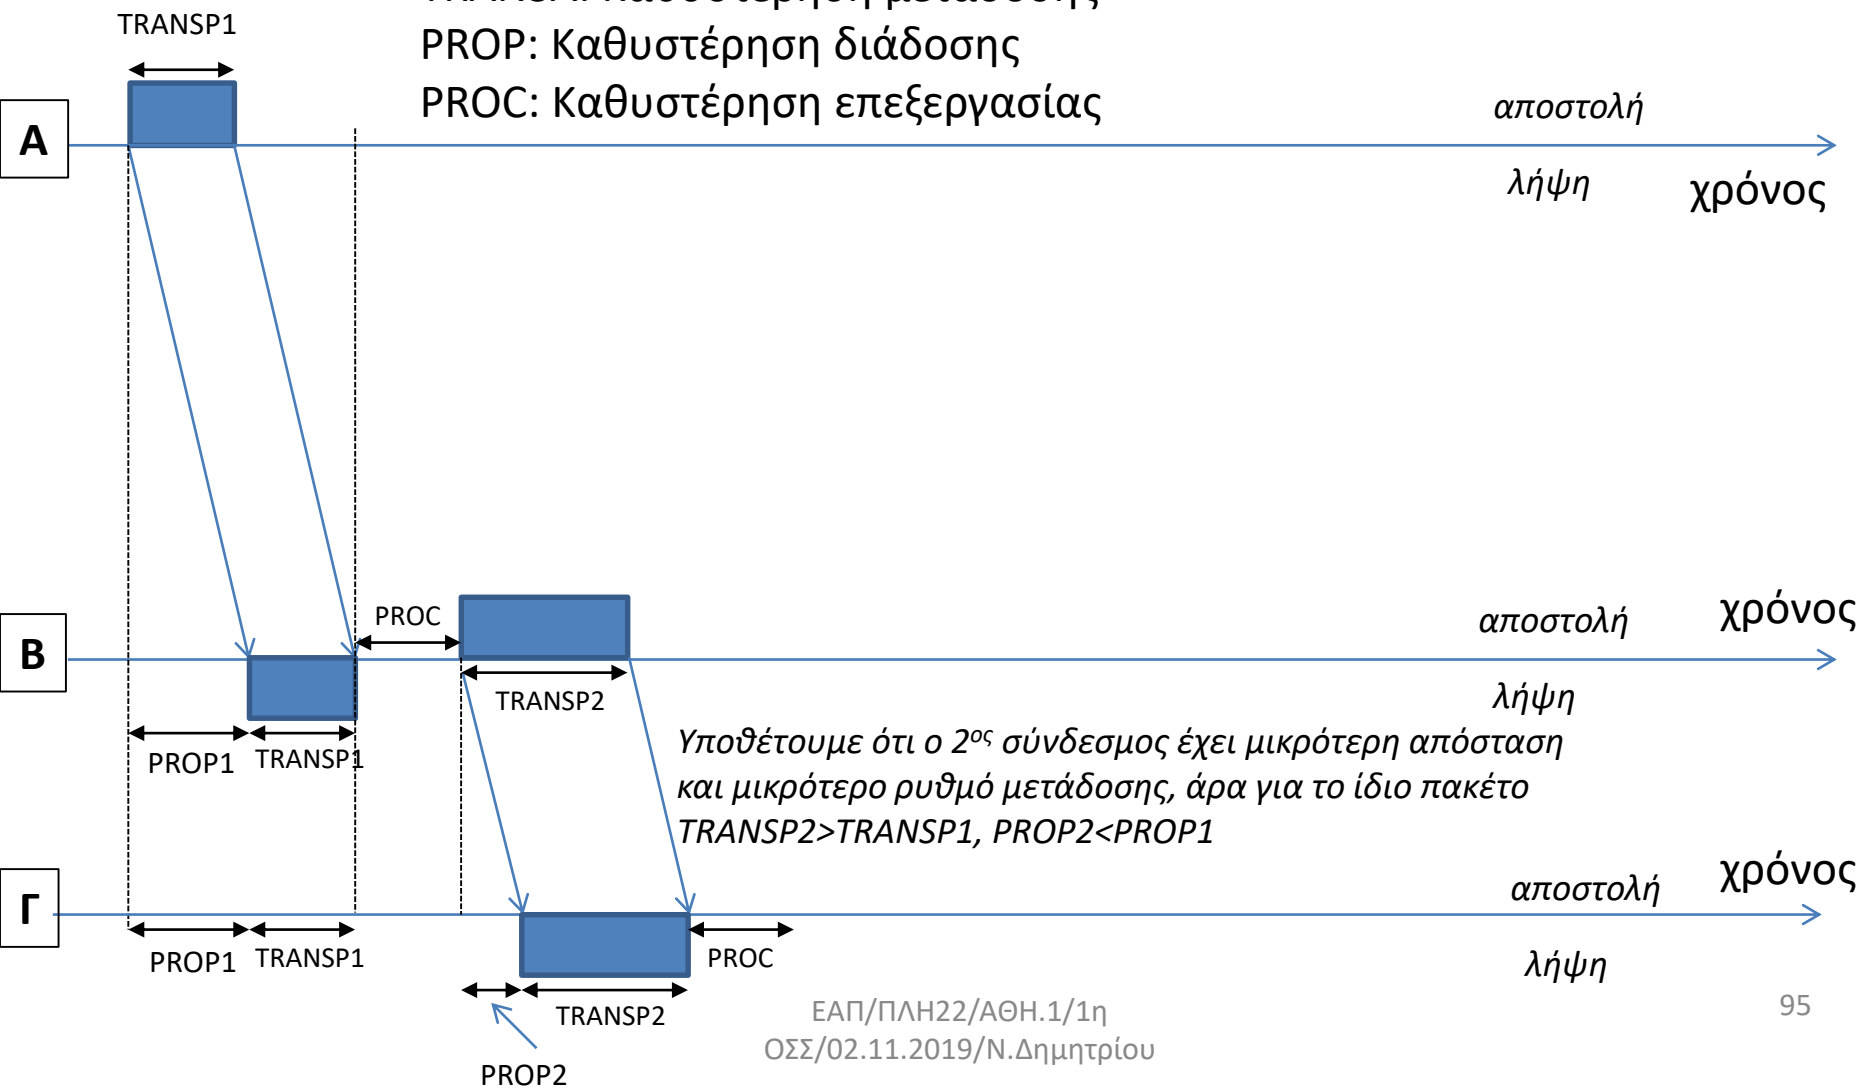 TRANSP1
PROP: Καθυστέρηση διάδοσης
PROC: Καθυστέρηση επεξεργασίας
A
αποστολή
λήψη
χρόνος
PROC
B
αποστολή
χρόνος
TRANSP2
λήψη
PROP1
TRANSP1
Υποθέτουμε ότι ο 2ος σύνδεσμος έχει μικρότερη απόσταση
και μικρότερο ρυθμό μετάδοσης, άρα για το ίδιο πακέτο
TRANSP2>TRANSP1, PROP2<PROP1
Γ
αποστολή
χρόνος
PROP1
TRANSP1
PROC
λήψη
TRANSP2
PROP2
ΕΑΠ/ΠΛΗ22/ΑΘΗ.1/1η
ΟΣΣ/02.11.2019/Ν.Δημητρίου
95